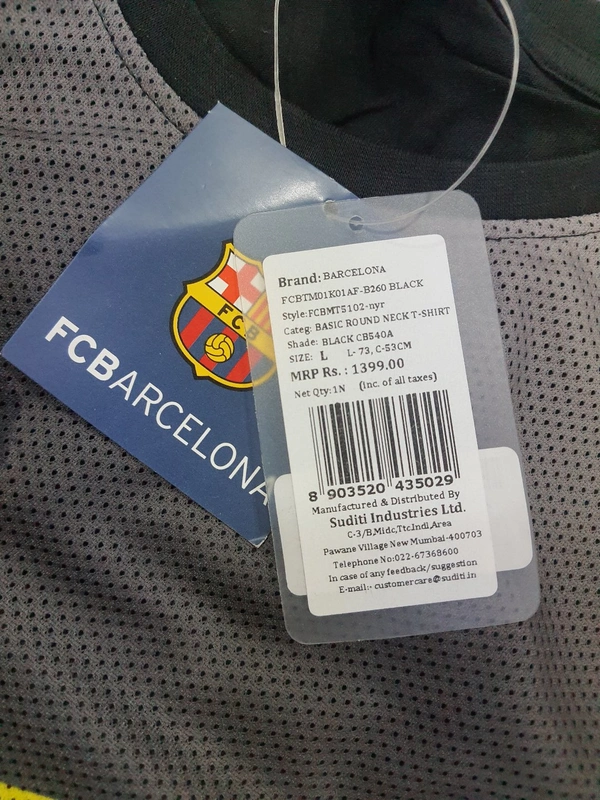 FCB
FCBARCELONA
Brand: BARCELONA
FCBTM01K01AF-B260 BLACK
Style:FCBMT5102-nyr
Categ: BASIC ROUND NECK T-SHIRT
Shade: BLACK CB540A
SIZE: L L- 73, C-53CM
MRP Rs. : 1399.00
Net Qty:1N (Inc. of all taxes)
8 903520 435029
Manufactured & Distributed By
Suditi Industries Ltd.
C-3/B,Midc,Ttc,Indl,Area
Pawane Village New Mumbai-400703
Telephone No:022-67368600
In case of any feedback/suggestion
E-mail:- customercare@suditi.in